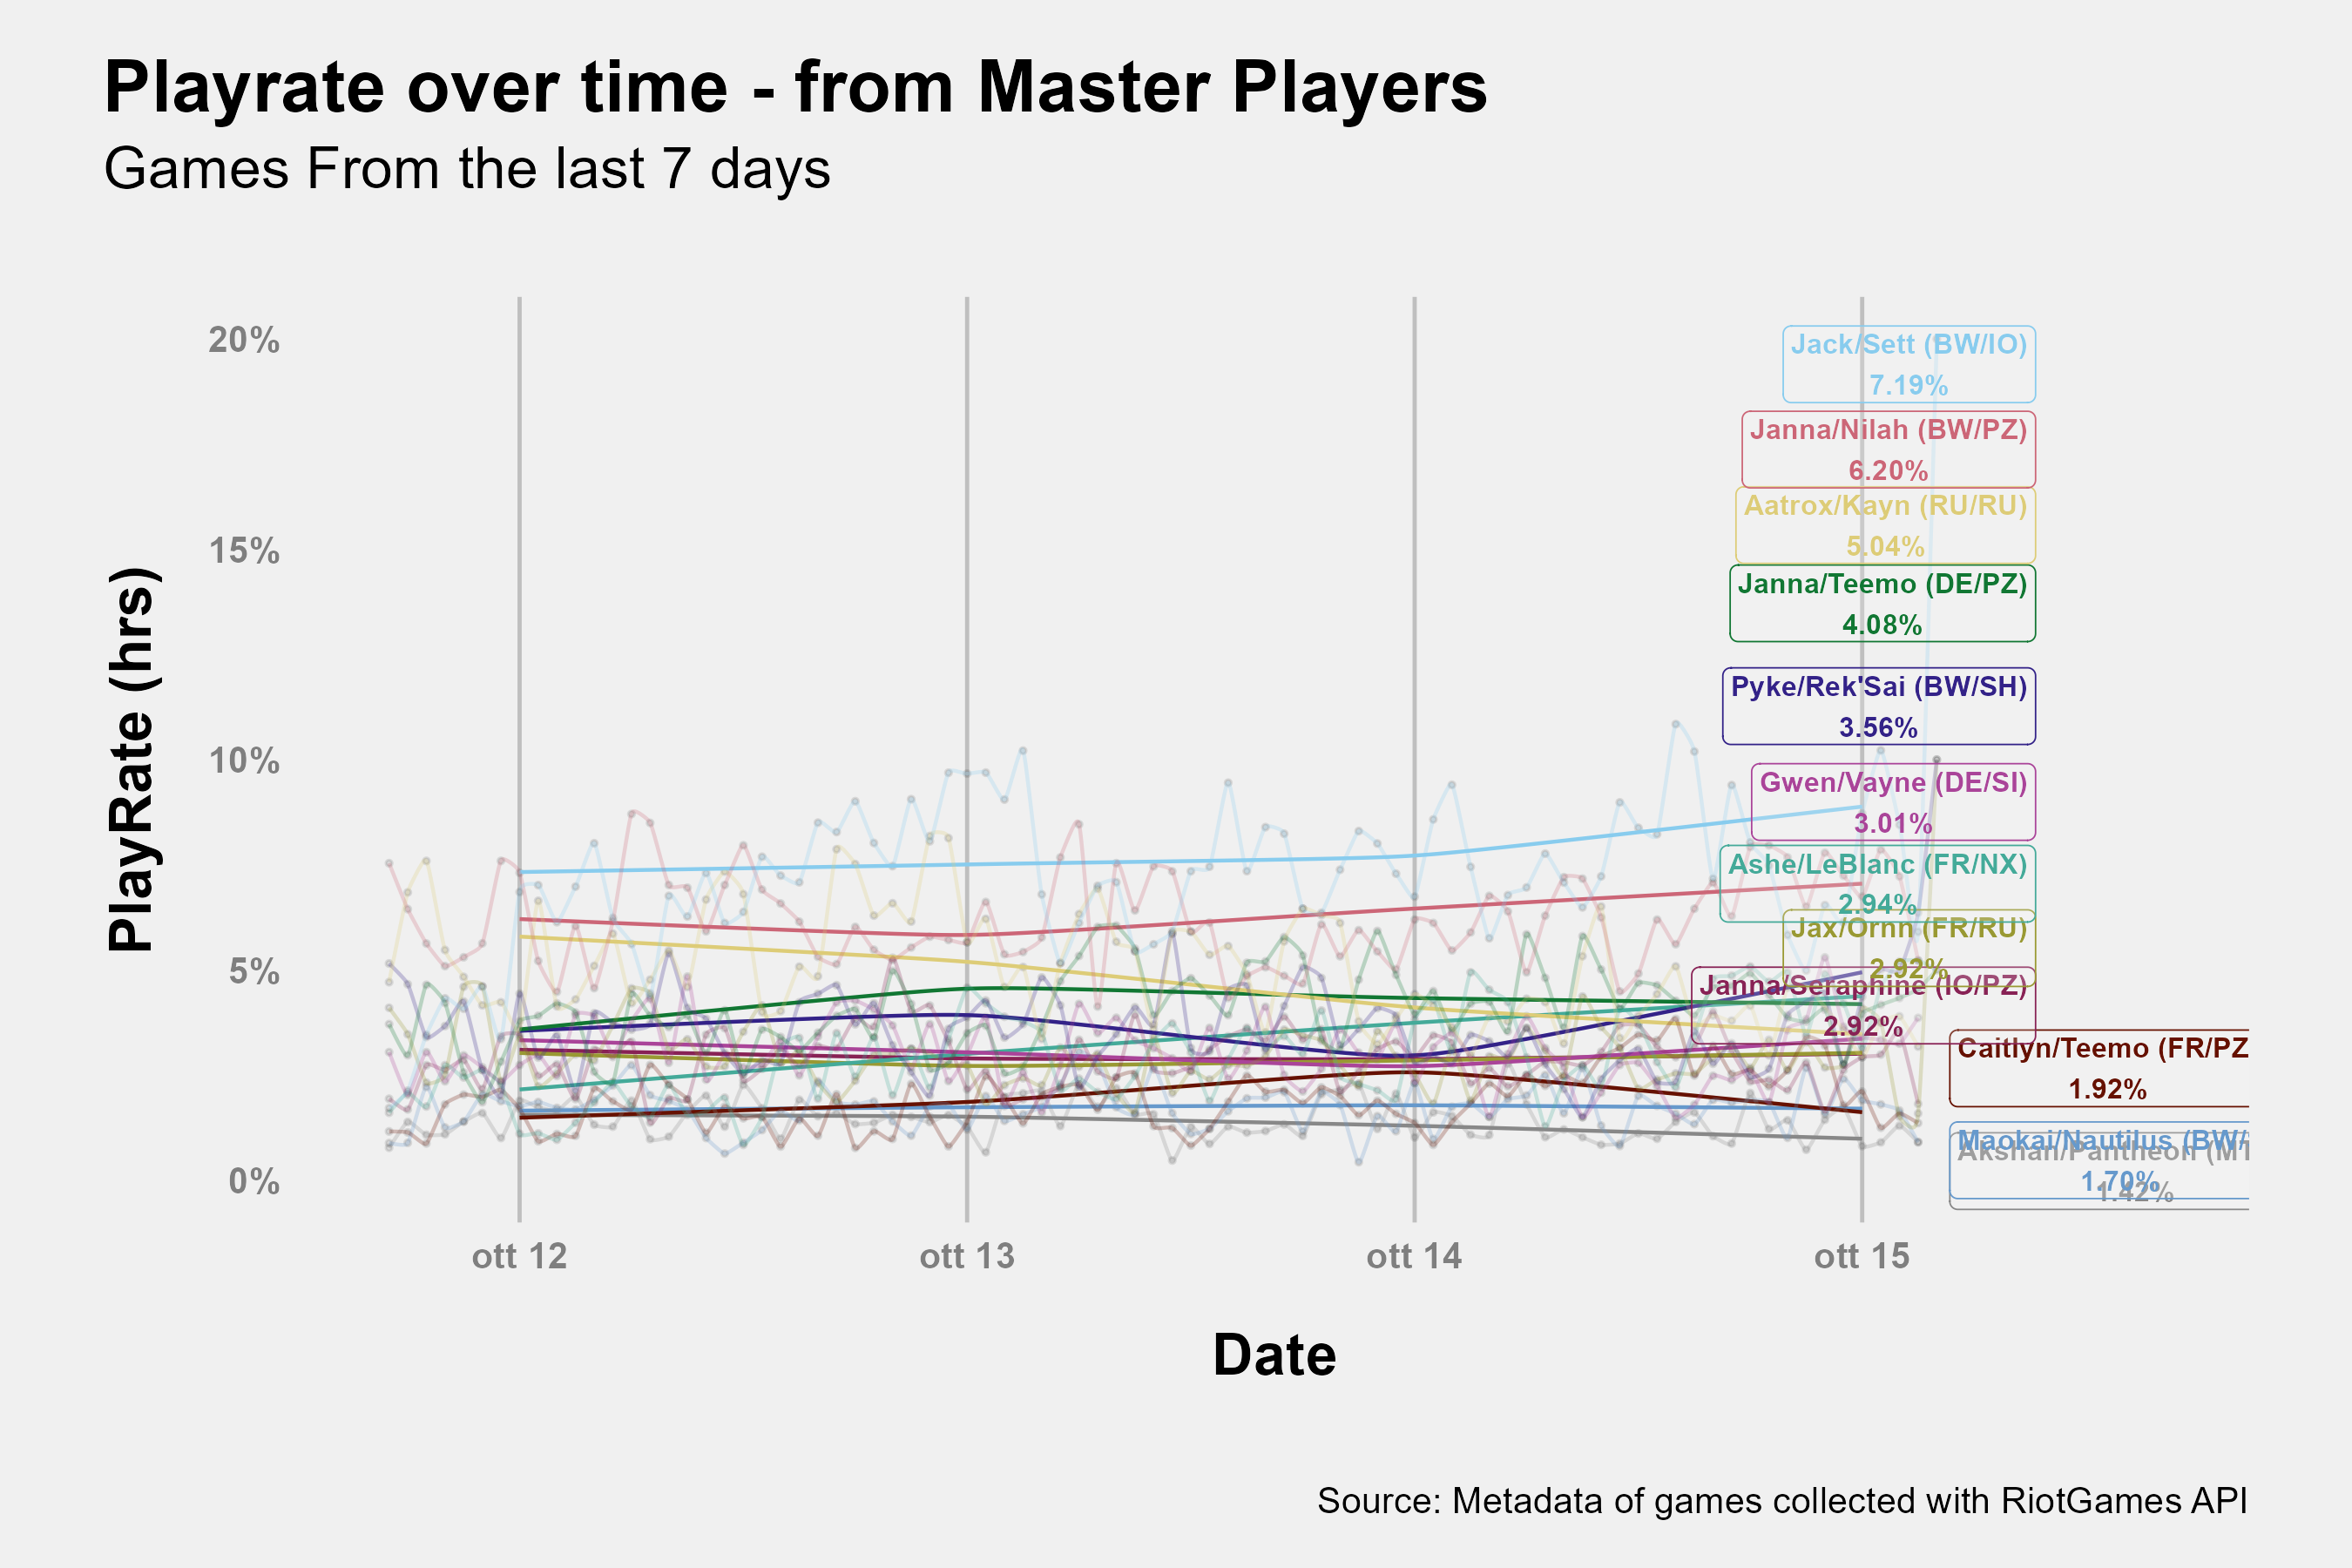 Playrate over time - from Master Players
Games From the last 7 days
PlayRate (hrs)
20%
15%
10%
5%
0%
Jack/Sett (BW/IO)
7.19%
Janna/Nilah (BW/PZ)
6.20%
Aatrox/Kayn (RU/RU)
5.04%
Janna/Teemo (DE/PZ)
4.08%
Pyke/Rek'Sai (BW/SH)
3.56%
Gwen/Vayne (DE/SI)
3.01%
Ashe/LeBlanc (FR/NX)
2.94%
Jax/Ornn (FR/RU)
2.92%
Janna/Seraphine (IO/PZ)
2.92%
Caitlyn/Teemo (FR/PZ
1.92%
Maokai/Nautilus (BW/
1.70%
Akshan/Pantheon (MT
1.42%
ott 12
ott 13
ott 14
ott 15
Date
Source: Metadata of games collected with RiotGames API